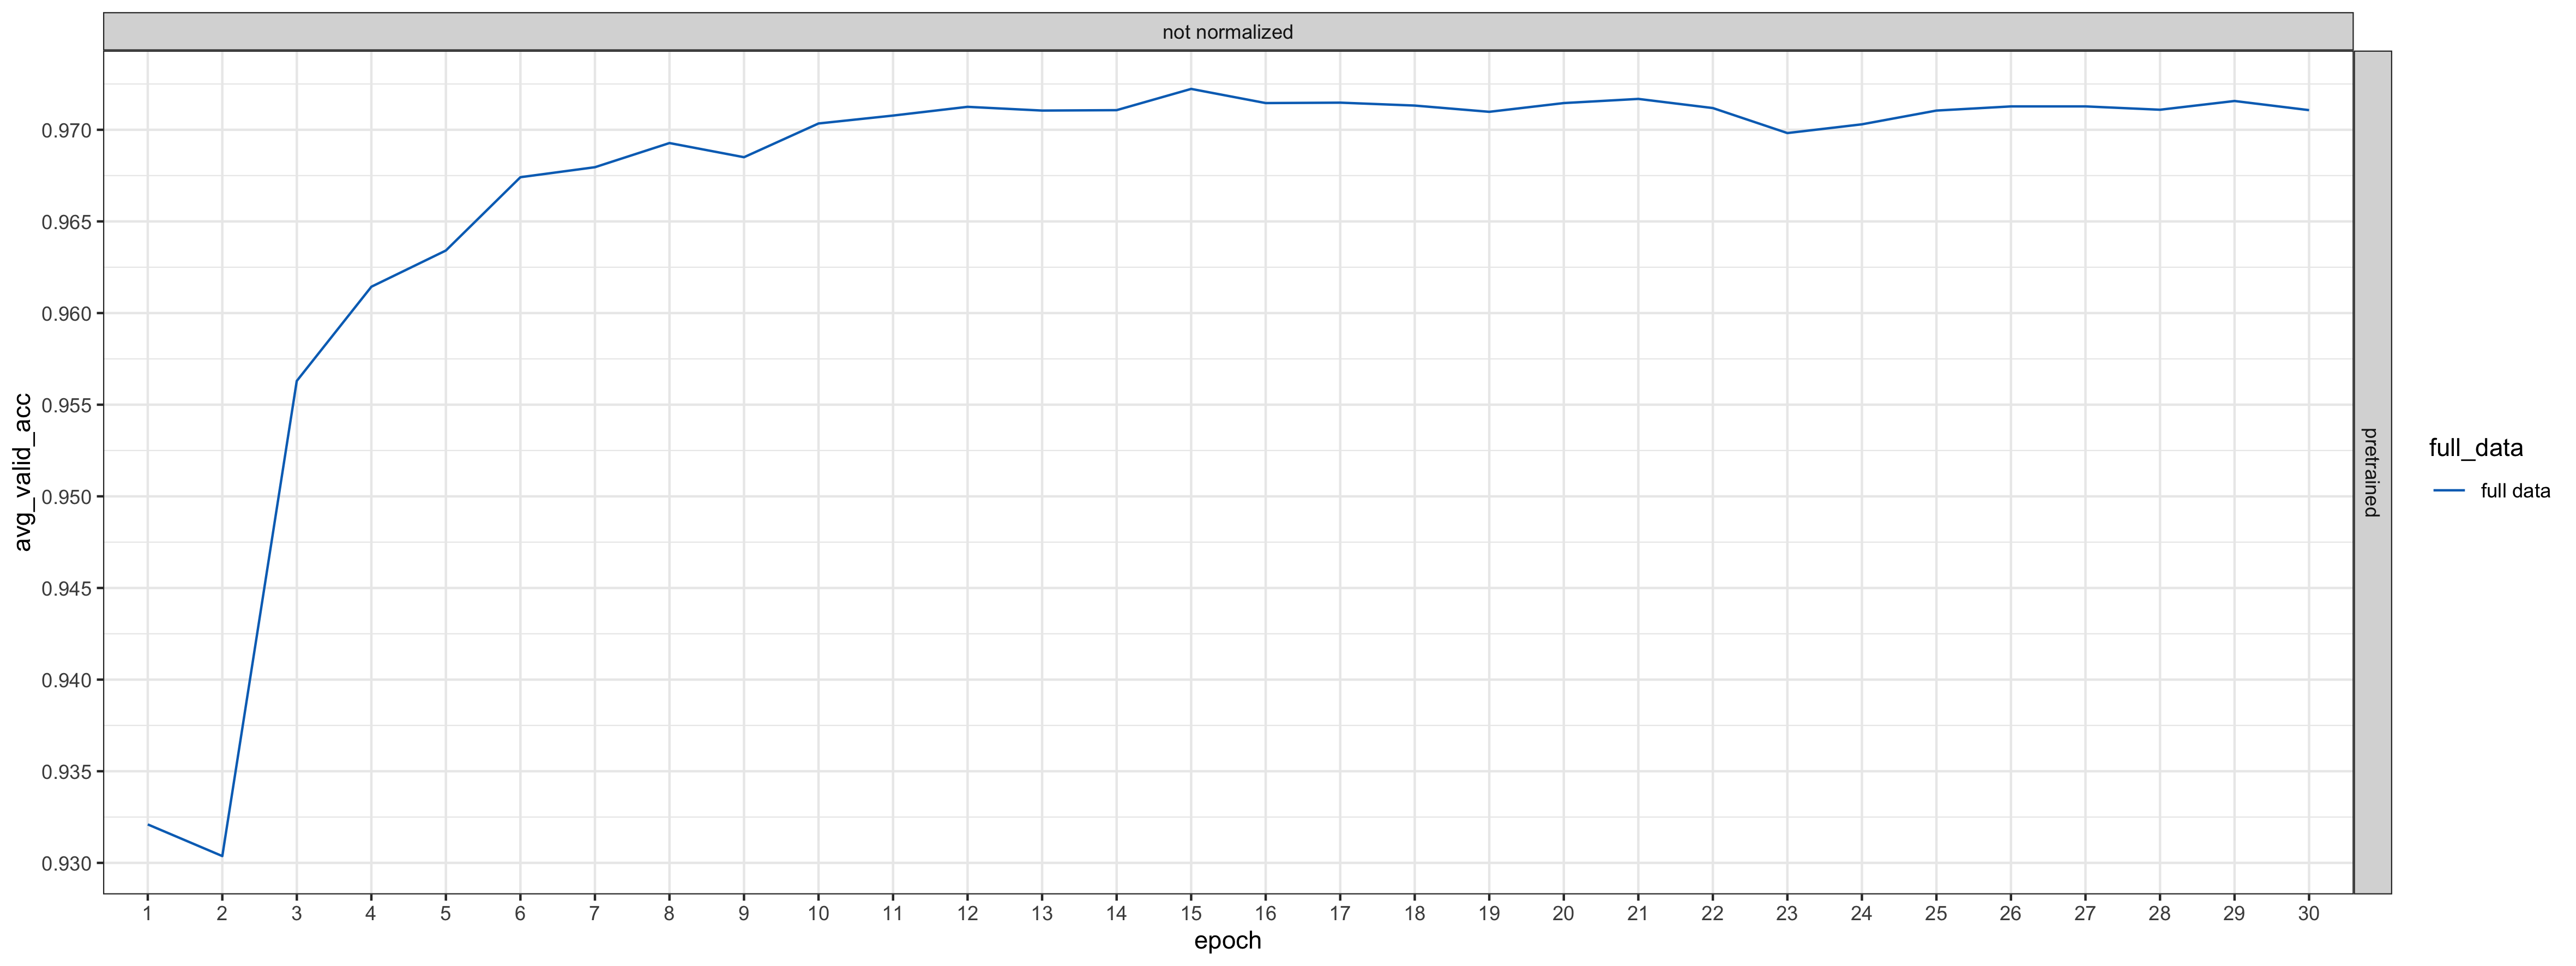 not normalized
0.970
0.965
0.960
0.955
0.950
0.945
0.940
0.935
0.930
avg_valid_acc
1 2 3 4 5 6 7 8 9 10 11 12 13 14 15 16 17 18 19 20 21 22 23 24 25 26 27 28 29 30
epoch
pretrained
full_data
full data